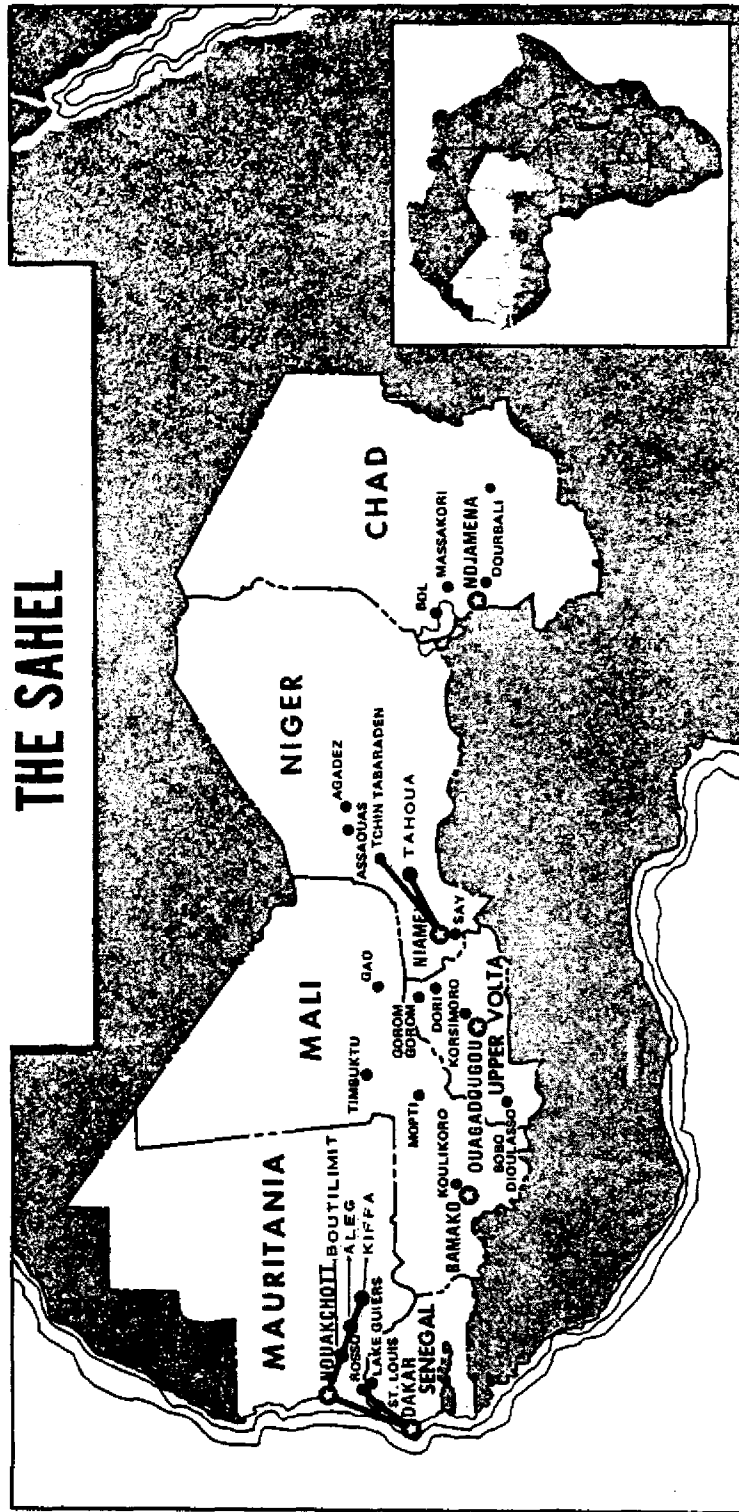 THE SAHEL
MAURITANIA
NOUAKCHOTT
BOUTILIMIT
ALEG
KIFFA
ROSSO
LAKE GUIERS
ST. LOUIS
DAKAR
SENEGAL
MALI
TIMBUKTU
GAO
MOPTI
KOULIKORO
BAMAKO
GOROM
GOROM
DORI
KORSIMORO
OUAGADOUGOU
UPPER VOLTA
BOBO
DIOULASSO
NIGER
AGADEZ
ASSAOUAS
TCHIN TABARADEN
TAHOUA
NIAMEY
SAY
CHAD
BOL
MASSAKORI
NDJAMENA
DOURBALI